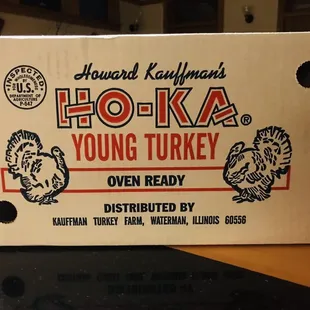 Howard Kauffman's
INSPECTED
U.S.
DEPARTMENT OF
AGRICULTURE
P-647
HO-KA®
YOUNG TURKEY
OVEN READY
DISTRIBUTED BY
KAUFFMAN TURKEY FARM, WATERMAN, ILLINOIS 60556